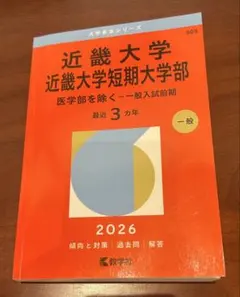 大学赤本シリーズ
近畿大学
近畿大学短期大学部
医学部を除く－一般入試前期
最近3カ年
一般
2026
傾向と対策 過去問 解答
教学社